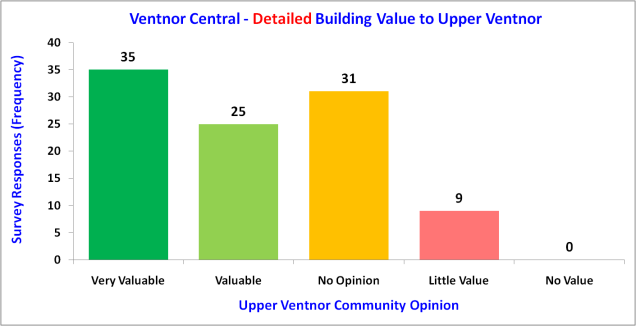 Ventnor Central - Detailed Building Value to Upper Ventnor
Survey Responses (Frequency)
40
35
30
25
20
15
10
5
0
35
25
31
9
0
Very Valuable
Valuable
No Opinion
Little Value
No Value
Upper Ventnor Community Opinion